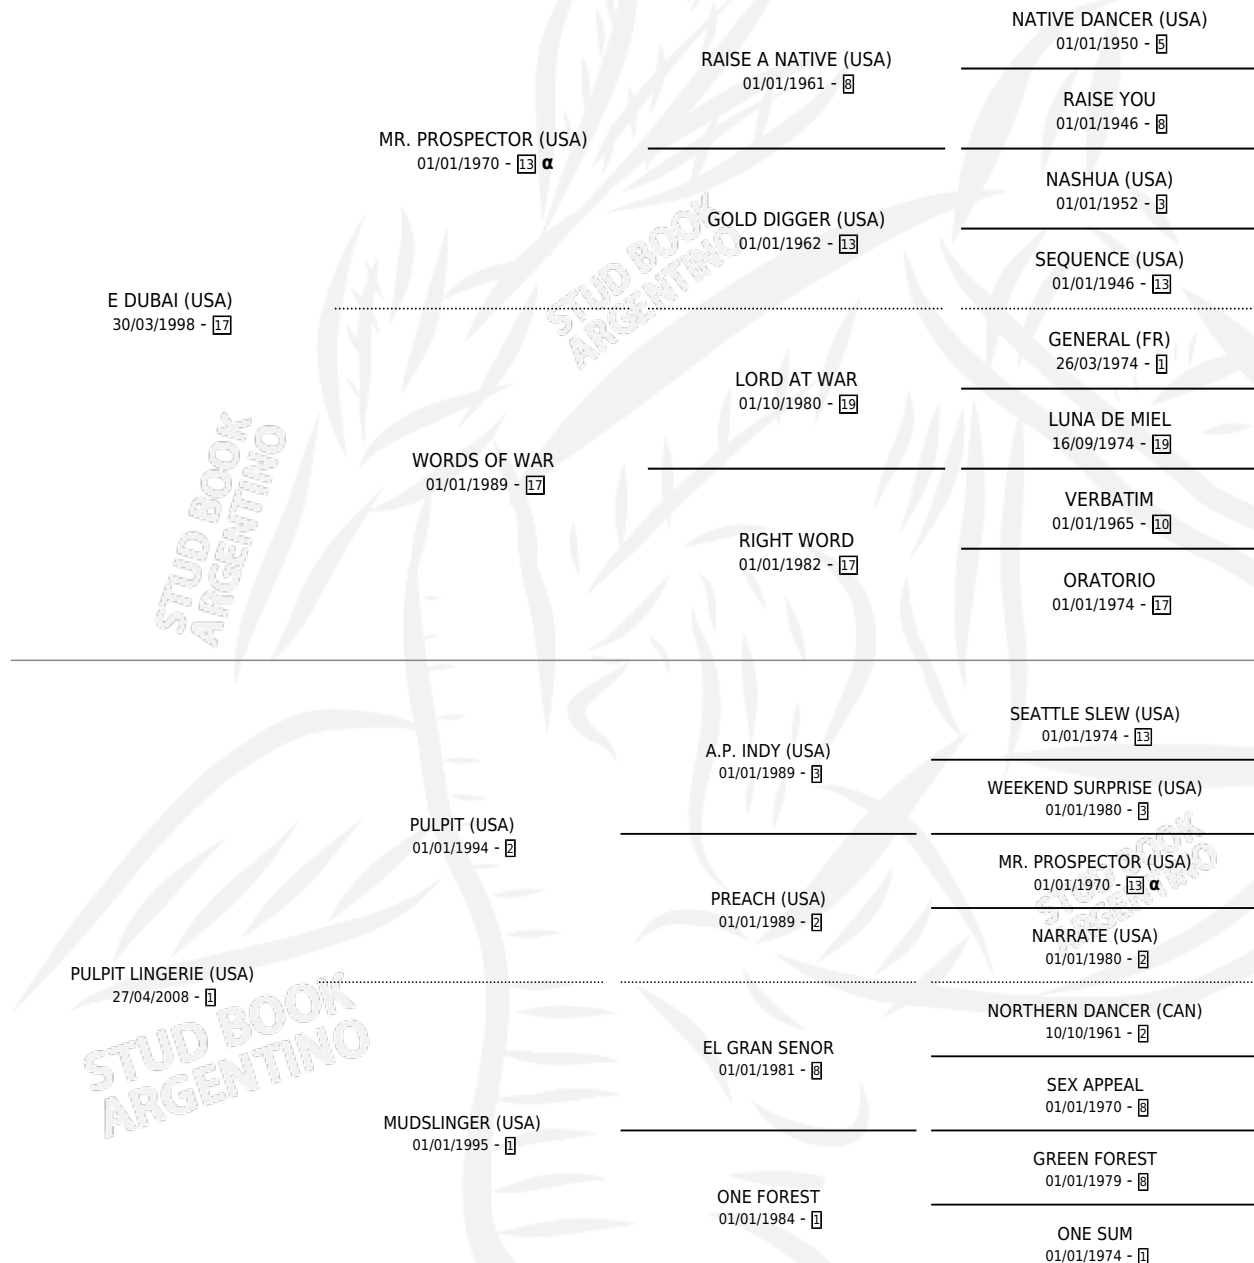 NATIVE DANCER (USA)
01/01/1950 - 5
RAISE A NATIVE (USA)
01/01/1961 - 8
RAISE YOU
01/01/1946 - 8
MR. PROSPECTOR (USA)
01/01/1970 - 13 α
NASHUA (USA)
01/01/1952 - 3
GOLD DIGGER (USA)
01/01/1962 - 13
SEQUENCE (USA)
01/01/1946 - 13
E DUBAI (USA)
30/03/1998 - 17
GENERAL (FR)
26/03/1974 - 1
LORD AT WAR
01/10/1980 - 19
LUNA DE MIEL
16/09/1974 - 19
WORDS OF WAR
01/01/1989 - 17
VERBATIM
01/01/1965 - 10
RIGHT WORD
01/01/1982 - 17
ORATORIO
01/01/1974 - 17
SEATTLE SLEW (USA)
01/01/1974 - 13
A.P. INDY (USA)
01/01/1989 - 3
WEEKEND SURPRISE (USA)
01/01/1980 - 3
PULPIT (USA)
01/01/1994 - 2
MR. PROSPECTOR (USA)
01/01/1970 - 13 α
PREACH (USA)
01/01/1989 - 2
NARRATE (USA)
01/01/1980 - 2
PULPIT LINGERIE (USA)
27/04/2008 - 1
NORTHERN DANCER (CAN)
10/10/1961 - 2
EL GRAN SENOR
01/01/1981 - 8
SEX APPEAL
01/01/1970 - 8
MUDSLINGER (USA)
01/01/1995 - 1
GREEN FOREST
01/01/1979 - 8
ONE FOREST
01/01/1984 - 1
ONE SUM
01/01/1974 - 1
STUD BOOK
ARGENTINO
STUD BOOK
ARGENTINO
STUD BOOK
ARGENTINO
STUD BOOK
ARGENTINO